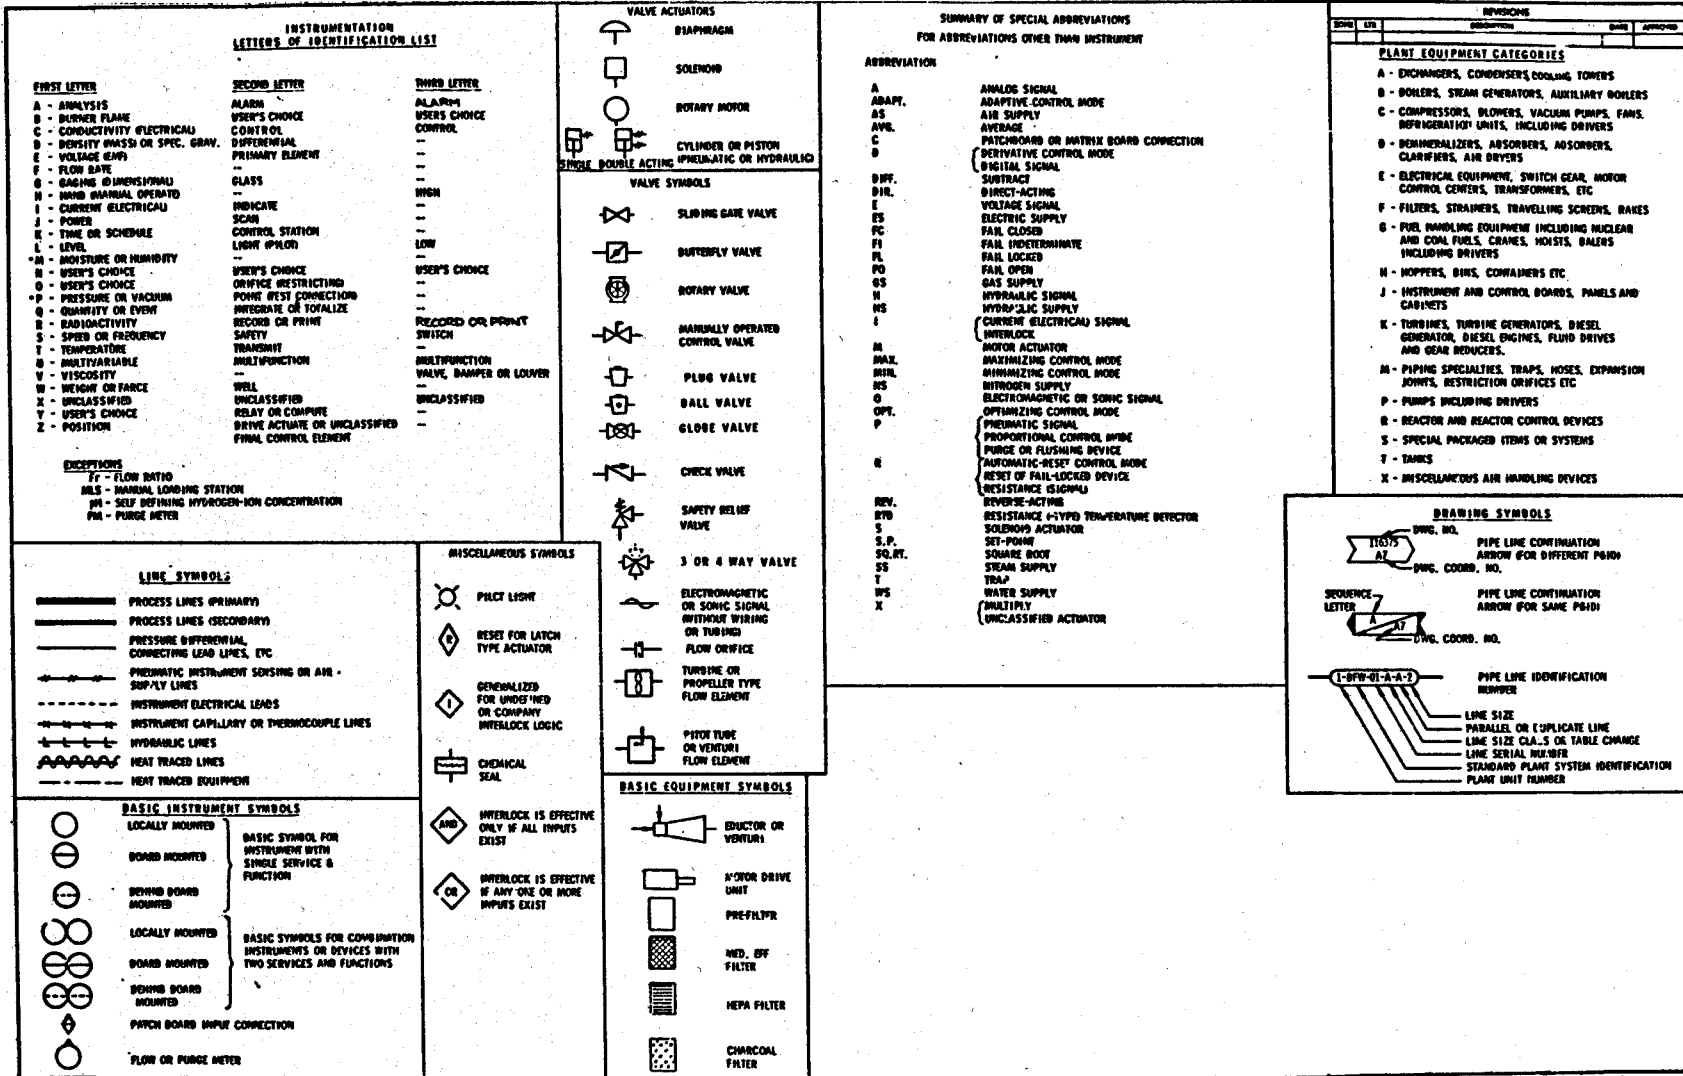 INSTRUMENTATION
LETTERS OF IDENTIFICATION LIST
FIRST LETTER SECOND LETTER THIRD LETTER
A - ANALYSIS ALARM ALARM
B - BURNER FLAME USER'S CHOICE USERS CHOICE
C - CONDUCTIVITY (ELECTRICAL) CONTROL CONTROL
D - DENSITY (MASS) OR SPEC. GRAV. DIFFERENTIAL --
E - VOLTAGE (EMF) PRIMARY ELEMENT --
F - FLOW RATE -- --
G - GAGING (DIMENSIONAL) GLASS --
H - HAND (MANUAL OPERATED) -- HIGH
I - CURRENT (ELECTRICAL) INDICATE --
J - POWER SCAN --
K - TIME OR SCHEDULE CONTROL STATION --
L - LEVEL LIGHT (PILOT) LOW
*M - MOISTURE OR HUMIDITY -- --
N - USER'S CHOICE USER'S CHOICE USER'S CHOICE
O - USER'S CHOICE ORIFICE (RESTRICTING) --
*P - PRESSURE OR VACUUM POINT (TEST CONNECTION) --
Q - QUANTITY OR EVENT INTEGRATE OR TOTALIZE --
R - RADIOACTIVITY RECORD OR PRINT RECORD OR PRINT
S - SPEED OR FREQUENCY SAFETY SWITCH
T - TEMPERATURE TRANSMIT --
U - MULTIVARIABLE MULTIFUNCTION MULTIFUNCTION
V - VISCOSITY -- VALVE, DAMPER OR LOUVER
W - WEIGHT OR FARCE WELL --
X - UNCLASSIFIED UNCLASSIFIED UNCLASSIFIED
Y - USER'S CHOICE RELAY OR COMPUTE --
Z - POSITION DRIVE ACTUATE OR UNCLASSIFIED --
FINAL CONTROL ELEMENT
EXCEPTIONS
Fr - FLOW RATIO
MLS - MANUAL LOADING STATION
pH - SELF DEFINING HYDROGEN-ION CONCENTRATION
PM - PURGE METER
LINE SYMBOLS
PROCESS LINES (PRIMARY)
PROCESS LINES (SECONDARY)
PRESSURE DIFFERENTIAL,
CONNECTING LEAD LINES, ETC
PNEUMATIC INSTRUMENT SENSING OR AIR -
SUPPLY LINES
INSTRUMENT ELECTRICAL LEADS
INSTRUMENT CAPILLARY OR THERMOCOUPLE LINES
HYDRAULIC LINES
HEAT TRACED LINES
HEAT TRACED EQUIPMENT
BASIC INSTRUMENT SYMBOLS
LOCALLY MOUNTED
BOARD MOUNTED
BEHIND BOARD
MOUNTED
BASIC SYMBOL FOR
INSTRUMENT WITH
SINGLE SERVICE &
FUNCTION
LOCALLY MOUNTED
BOARD MOUNTED
BEHIND BOARD
MOUNTED
BASIC SYMBOLS FOR COMBINATION
INSTRUMENTS OR DEVICES WITH
TWO SERVICES AND FUNCTIONS
PATCH BOARD INPUT CONNECTION
FLOW OR PURGE METER
MISCELLANEOUS SYMBOLS
PILOT LIGHT
R
RESET FOR LATCH
TYPE ACTUATOR
I
GENERALIZED
FOR UNDEFINED
OR COMPANY
INTERLOCK LOGIC
CHEMICAL
SEAL
AND
INTERLOCK IS EFFECTIVE
ONLY IF ALL INPUTS
EXIST
OR
INTERLOCK IS EFFECTIVE
IF ANY ONE OR MORE
INPUTS EXIST
VALVE ACTUATORS
DIAPHRAGM
SOLENOID
ROTARY MOTOR
CYLINDER OR PISTON
SINGLE DOUBLE ACTING (PNEUMATIC OR HYDRAULIC)
VALVE SYMBOLS
SLIDING GATE VALVE
BUTTERFLY VALVE
ROTARY VALVE
MANUALLY OPERATED
CONTROL VALVE
PLUG VALVE
BALL VALVE
GLOBE VALVE
CHECK VALVE
SAFETY RELIEF
VALVE
3 OR 4 WAY VALVE
ELECTROMAGNETIC
OR SONIC SIGNAL
(WITHOUT WIRING
OR TUBING)
FLOW ORIFICE
TURBINE OR
PROPELLER TYPE
FLOW ELEMENT
PITOT TUBE
OR VENTURI
FLOW ELEMENT
BASIC EQUIPMENT SYMBOLS
EDUCTOR OR
VENTURI
MOTOR DRIVE
UNIT
PRE-FILTER
MED. EFF
FILTER
HEPA FILTER
CHARCOAL
FILTER
SUMMARY OF SPECIAL ABBREVIATIONS
FOR ABBREVIATIONS OTHER THAN INSTRUMENT
ABBREVIATION
A ANALOG SIGNAL
ADAPT. ADAPTIVE-CONTROL MODE
AS AIR SUPPLY
AVG. AVERAGE
C PATCHBOARD OR MATRIX BOARD CONNECTION
D DERIVATIVE CONTROL MODE
DIGITAL SIGNAL
DIFF. SUBTRACT
DIR. DIRECT-ACTING
E VOLTAGE SIGNAL
ES ELECTRIC SUPPLY
FC FAIL CLOSED
FI FAIL INDETERMINATE
FL FAIL LOCKED
FO FAIL OPEN
GS GAS SUPPLY
H HYDRAULIC SIGNAL
HS HYDRAULIC SUPPLY
I CURRENT (ELECTRICAL) SIGNAL
INTERLOCK
M MOTOR ACTUATOR
MAX. MAXIMIZING CONTROL MODE
MIN. MINIMIZING CONTROL MODE
NS NITROGEN SUPPLY
O ELECTROMAGNETIC OR SONIC SIGNAL
OPT. OPTIMIZING CONTROL MODE
P PNEUMATIC SIGNAL
PROPORTIONAL CONTROL MODE
PURGE OR FLUSHING DEVICE
R AUTOMATIC-RESET CONTROL MODE
RESET OF FAIL-LOCKED DEVICE
RESISTANCE (SIGNAL)
REV. REVERSE-ACTING
RTD RESISTANCE (-TYPE) TEMPERATURE DETECTOR
S SOLENOID ACTUATOR
S.P. SET-POINT
SQ.RT. SQUARE ROOT
SS STEAM SUPPLY
T TRAP
WS WATER SUPPLY
X MULTIPLY
UNCLASSIFIED ACTUATOR
REVISIONS
ZONE LTR DESCRIPTION DATE APPROVED
PLANT EQUIPMENT CATEGORIES
A - EXCHANGERS, CONDENSERS, COOLING TOWERS
B - BOILERS, STEAM GENERATORS, AUXILIARY BOILERS
C - COMPRESSORS, BLOWERS, VACUUM PUMPS, FANS,
REFRIGERATION UNITS, INCLUDING DRIVERS
D - DEMINERALIZERS, ABSORBERS, ADSORBERS,
CLARIFIERS, AIR DRYERS
E - ELECTRICAL EQUIPMENT, SWITCH GEAR, MOTOR
CONTROL CENTERS, TRANSFORMERS, ETC
F - FILTERS, STRAINERS, TRAVELLING SCREENS, RAKES
G - FUEL HANDLING EQUIPMENT INCLUDING NUCLEAR
AND COAL FUELS, CRANES, HOISTS, BALERS
INCLUDING DRIVERS
H - HOPPERS, BINS, CONTAINERS ETC
J - INSTRUMENT AND CONTROL BOARDS, PANELS AND
CABINETS
K - TURBINES, TURBINE GENERATORS, DIESEL
GENERATOR, DIESEL ENGINES, FLUID DRIVES
AND GEAR REDUCERS.
M - PIPING SPECIALTIES, TRAPS, HOSES, EXPANSION
JOINTS, RESTRICTION ORIFICES ETC
P - PUMPS INCLUDING DRIVERS
R - REACTOR AND REACTOR CONTROL DEVICES
S - SPECIAL PACKAGED ITEMS OR SYSTEMS
T - TANKS
X - MISCELLANEOUS AIR HANDLING DEVICES
DRAWING SYMBOLS
DWG. NO.
116375
A7
PIPE LINE CONTINUATION
ARROW (FOR DIFFERENT P&ID)
DWG. COORD. NO.
SEQUENCE
LETTER
A
A7
PIPE LINE CONTINUATION
ARROW (FOR SAME P&ID)
DWG. COORD. NO.
1-BFW-01-A-A-2
PIPE LINE IDENTIFICATION
NUMBER
LINE SIZE
PARALLEL OR DUPLICATE LINE
LINE SIZE CLASS OR TABLE CHANGE
LINE SERIAL NUMBER
STANDARD PLANT SYSTEM IDENTIFICATION
PLANT UNIT NUMBER